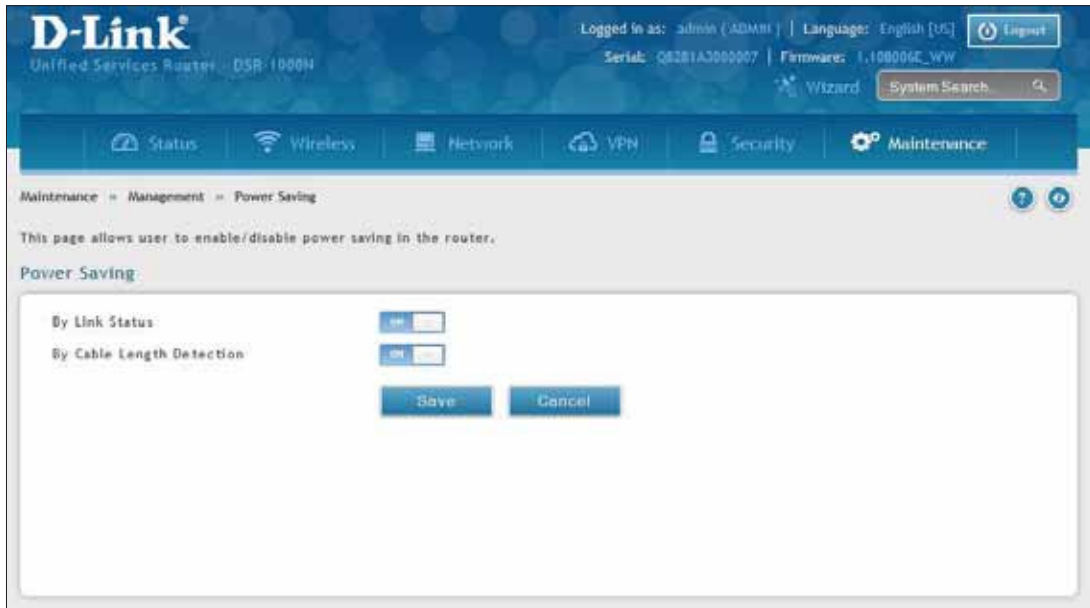 D-Link
Unified Services Router - DSR-1000N
Logged in as: admin ( ADMIN ) | Language: English [US]
Logout
Serial: | Firmware:
Wizard
System Search..
Status
Wireless
Network
VPN
Security
Maintenance
Maintenance » Management » Power Saving
This page allows user to enable/disable power saving in the router.
Power Saving
By Link Status
ON
By Cable Length Detection
ON
Save
Cancel